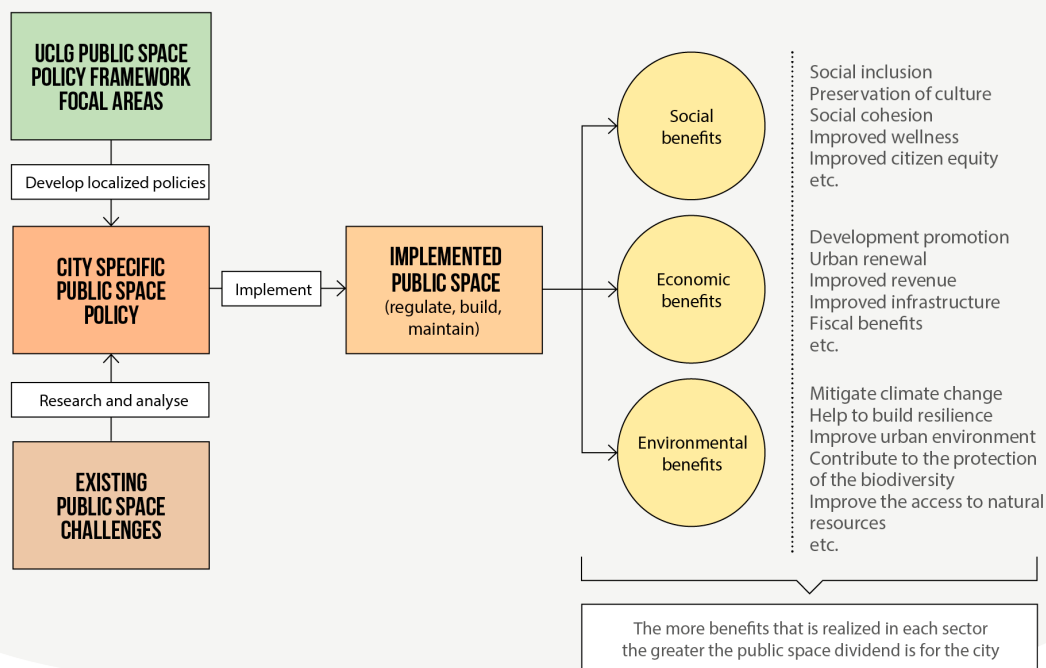 UCLG PUBLIC SPACE
POLICY FRAMEWORK
FOCAL AREAS
Develop localized policies
CITY SPECIFIC
PUBLIC SPACE
POLICY
Research and analyse
EXISTING
PUBLIC SPACE
CHALLENGES
Implement
IMPLEMENTED
PUBLIC SPACE
(regulate, build,
maintain)
Social
benefits
Social inclusion
Preservation of culture
Social cohesion
Improved wellness
Improved citizen equity
etc.
Economic
benefits
Development promotion
Urban renewal
Improved revenue
Improved infrastructure
Fiscal benefits
etc.
Environmental
benefits
Mitigate climate change
Help to build resilience
Improve urban environment
Contribute to the protection
of the biodiversity
Improve the access to natural
resources
etc.
The more benefits that is realized in each sector
the greater the public space dividend is for the city